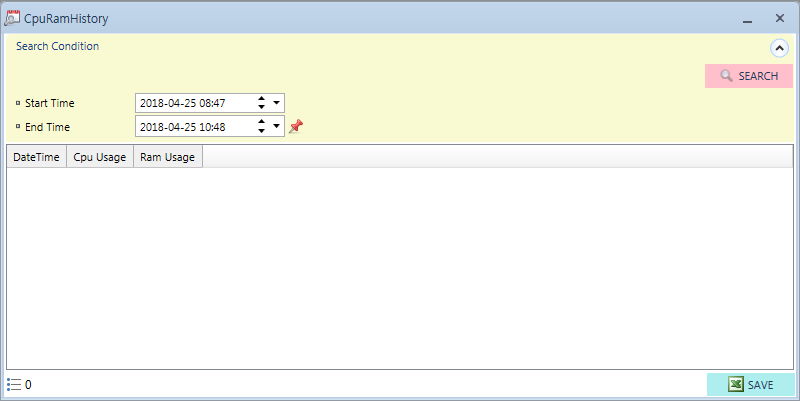 CpuRamHistory
Search Condition
SEARCH
Start Time 2018-04-25 08:47
End Time 2018-04-25 10:48
DateTime Cpu Usage Ram Usage
0 SAVE